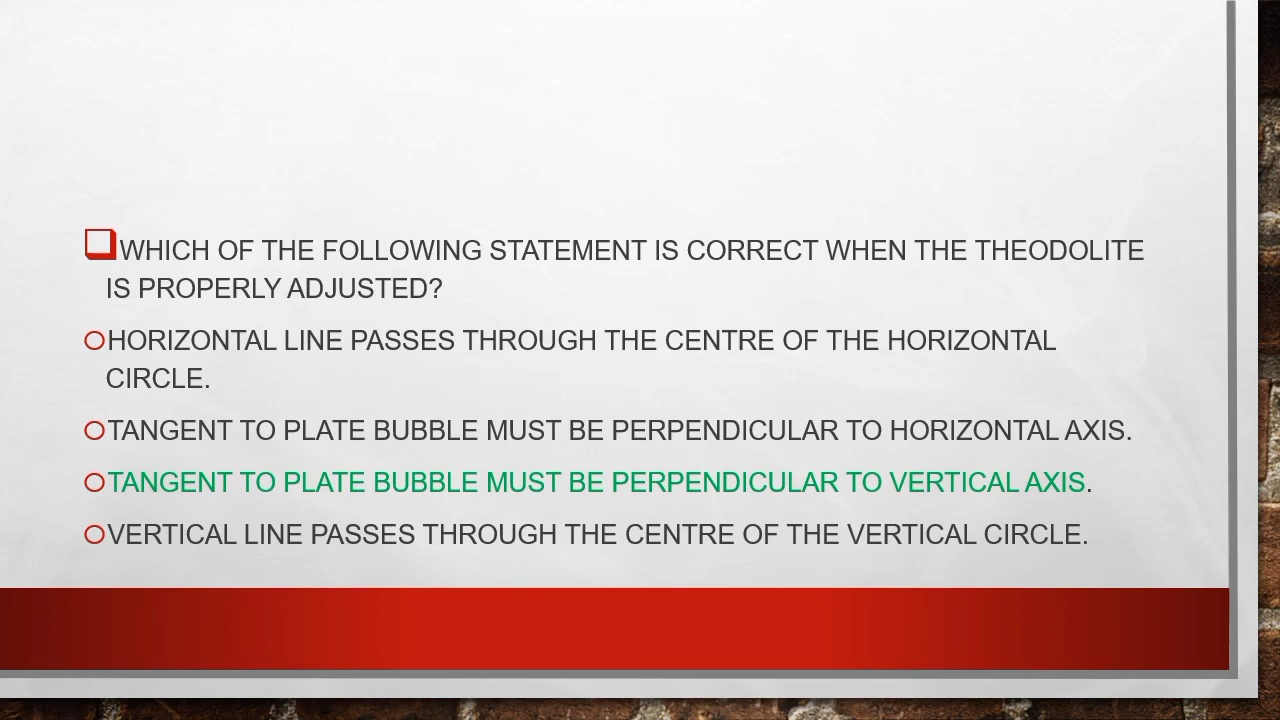 WHICH OF THE FOLLOWING STATEMENT IS CORRECT WHEN THE THEODOLITE
IS PROPERLY ADJUSTED?
HORIZONTAL LINE PASSES THROUGH THE CENTRE OF THE HORIZONTAL
CIRCLE.
TANGENT TO PLATE BUBBLE MUST BE PERPENDICULAR TO HORIZONTAL AXIS.
TANGENT TO PLATE BUBBLE MUST BE PERPENDICULAR TO VERTICAL AXIS.
VERTICAL LINE PASSES THROUGH THE CENTRE OF THE VERTICAL CIRCLE.